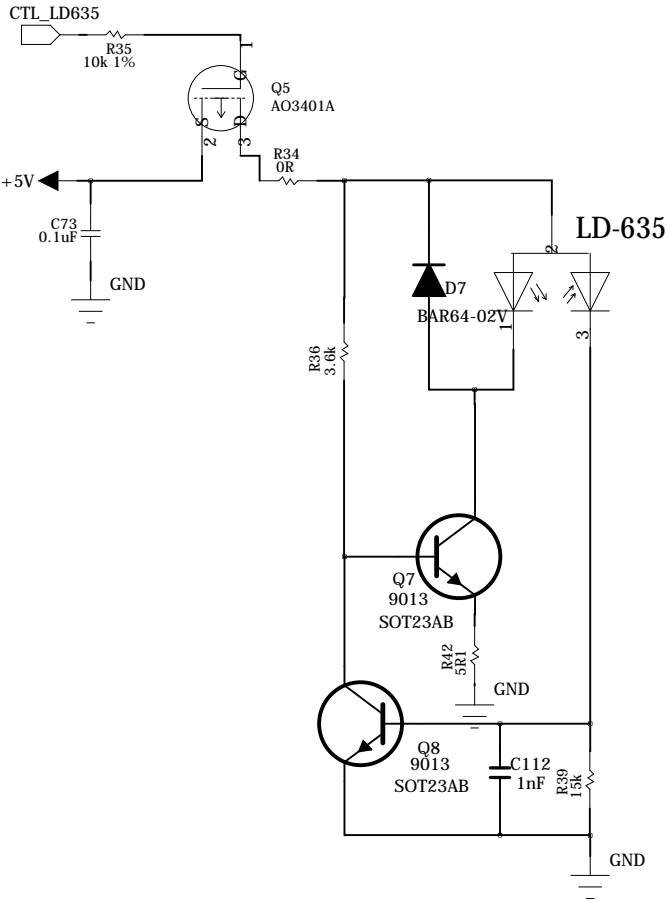 CTL_LD635
R35
10k 1%
1
G
Q5
AO3401A
S
D
2
3
R34
0R
+5V
C73
0.1uF
GND
LD-635
2
D7
BAR64-02V
1
3
R36
3.6k
Q7
9013
SOT23AB
R42
5R1
GND
Q8
9013
SOT23AB
C112
1nF
R39
15k
GND